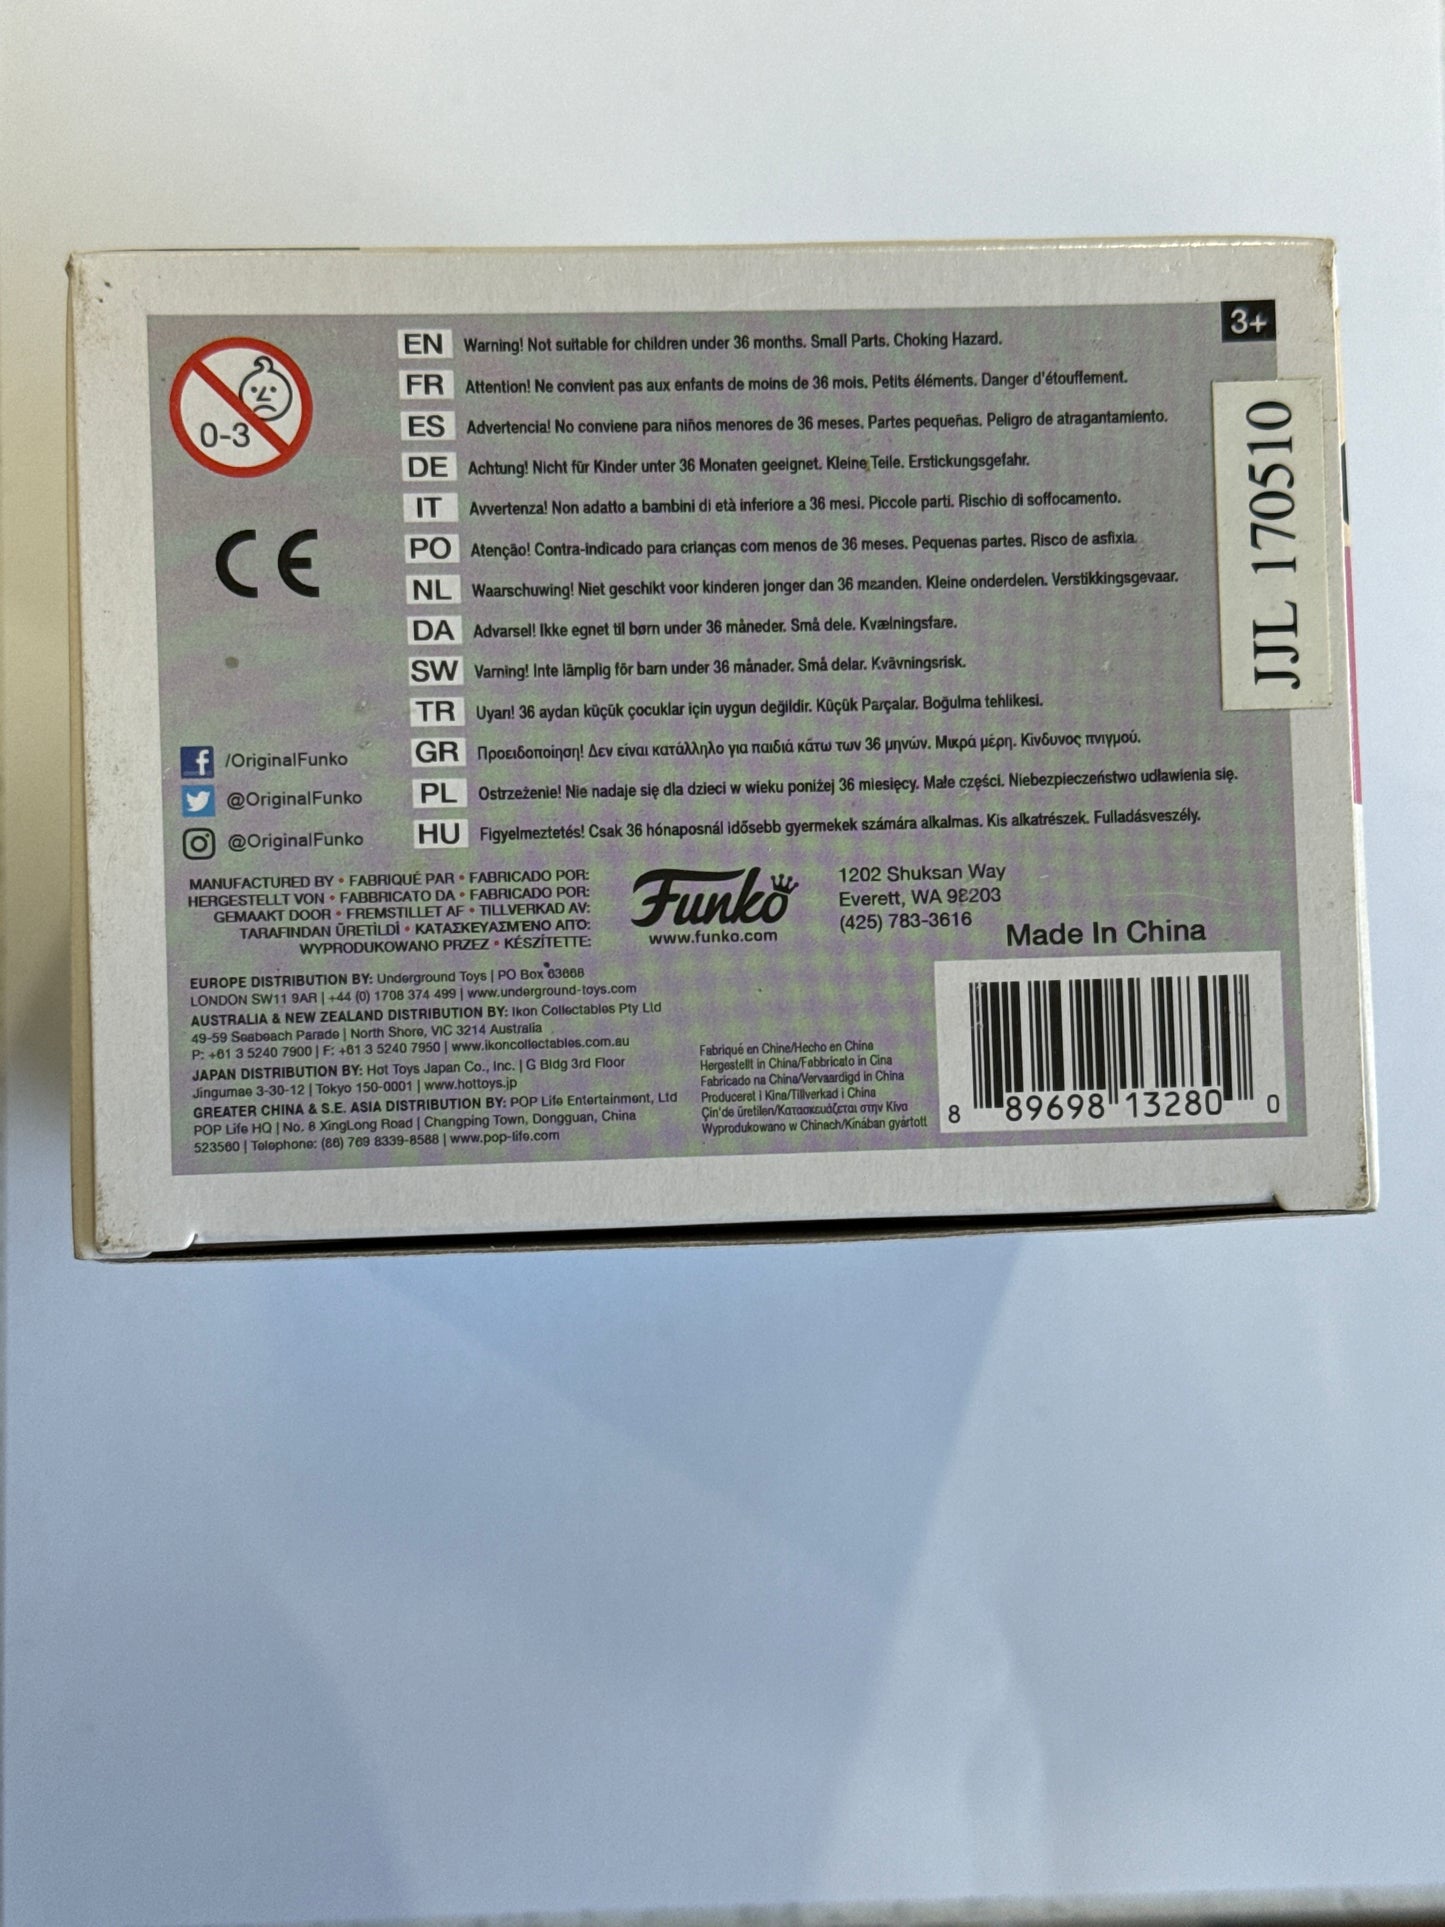 3+
0-3
EN Warning! Not suitable for children under 36 months. Small Parts. Choking Hazard.
FR Attention! Ne convient pas aux enfants de moins de 36 mois. Petits éléments. Danger d'étouffement.
ES Advertencia! No conviene para niños menores de 36 meses. Partes pequeñas. Peligro de atragantamiento.
DE Achtung! Nicht für Kinder unter 36 Monaten geeignet. Kleine Teile. Erstickungsgefahr.
IT Avvertenza! Non adatto a bambini di età inferiore a 36 mesi. Piccole parti. Rischio di soffocamento.
PO Atenção! Contra-indicado para crianças com menos de 36 meses. Pequenas partes. Risco de asfixia.
NL Waarschuwing! Niet geschikt voor kinderen jonger dan 36 maanden. Kleine onderdelen. Verstikkingsgevaar.
DA Advarsel! Ikke egnet til børn under 36 måneder. Små dele. Kvælningsfare.
SW Varning! Inte lämplig för barn under 36 månader. Små delar. Kvävningsrisk.
TR Uyarı! 36 aydan küçük çocuklar için uygun değildir. Küçük Parçalar. Boğulma tehlikesi.
GR Προειδοποίηση! Δεν είναι κατάλληλο για παιδιά κάτω των 36 μηνών. Μικρά μέρη. Κίνδυνος πνιγμού.
PL Ostrzeżenie! Nie nadaje się dla dzieci w wieku poniżej 36 miesięcy. Małe części. Niebezpieczeństwo udławienia się.
HU Figyelmeztetés! Csak 36 hónaposnál idősebb gyermekek számára alkalmas. Kis alkatrészek. Fulladásveszély.
CE
JJL 170510
/OriginalFunko
@OriginalFunko
@OriginalFunko
MANUFACTURED BY • FABRIQUÉ PAR • FABRICADO POR:
HERGESTELLT VON • FABBRICATO DA • FABRICADO POR:
GEMAAKT DOOR • FREMSTILLET AF • TILLVERKAD AV:
TARAFINDAN ÜRETİLDİ • ΚΑΤΑΣΚΕΥΑΣΜΈΝΟ ΑΠΌ:
WYPRODUKOWANO PRZEZ • KÉSZÍTETTE:
Funko
www.funko.com
1202 Shuksan Way
Everett, WA 98203
(425) 783-3616
Made In China
EUROPE DISTRIBUTION BY: Underground Toys | PO Box 63668
LONDON SW11 9AR | +44 (0) 1708 374 499 | www.underground-toys.com
AUSTRALIA & NEW ZEALAND DISTRIBUTION BY: Ikon Collectables Pty Ltd
49-59 Seabeach Parade | North Shore, VIC 3214 Australia
P: +61 3 5240 7900 | F: +61 3 5240 7950 | www.ikoncollectables.com.au
JAPAN DISTRIBUTION BY: Hot Toys Japan Co., Inc. | G Bldg 3rd Floor
Jingumae 3-30-12 | Tokyo 150-0001 | www.hottoys.jp
GREATER CHINA & S.E. ASIA DISTRIBUTION BY: POP Life Entertainment, Ltd
POP Life HQ | No. 8 XingLong Road | Changping Town, Dongguan, China
523560 | Telephone: (86) 769 8339-8588 | www.pop-life.com
Fabriqué en Chine/Hecho en China
Hergestellt in China/Fabbricato in Cina
Fabricado na China/Vervaardigd in China
Produceret i Kina/Tillverkad i China
Çin'de üretilen/Κατασκευάζεται στην Κίνα
Wyprodukowano w Chinach/Kínában gyártott
8 89698 13280 0